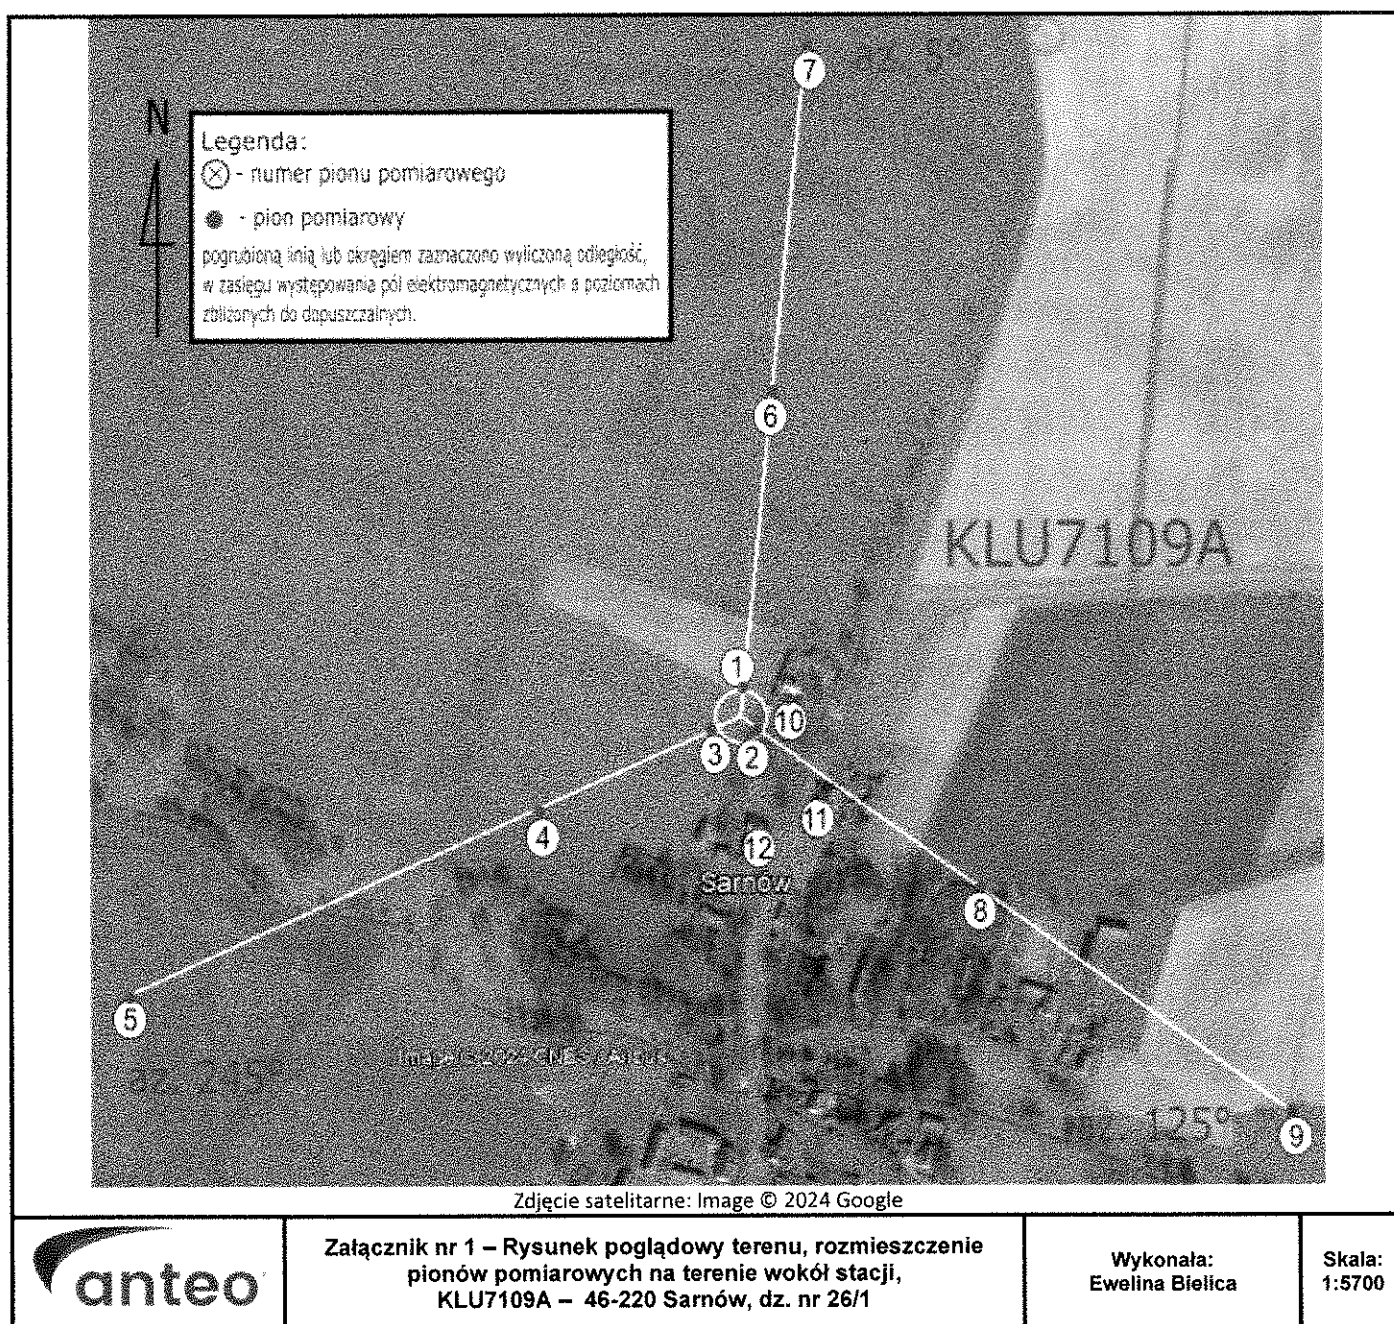 7
N
Legenda:
- numer pionu pomiarowego
- pion pomiarowy
pogrubioną linią lub okręgiem zaznaczono wyliczoną odległość,
w zasięgu występowania pól elektromagnetycznych o poziomach
zbliżonych do dopuszczalnych.
6
KLU7109A
1
10
3
2
4
11
12
Sarnów
8
5
125°
9
Zdjęcie satelitarne: Image © 2024 Google
anteo
Załącznik nr 1 – Rysunek poglądowy terenu, rozmieszczenie
pionów pomiarowych na terenie wokół stacji,
KLU7109A – 46-220 Sarnów, dz. nr 26/1
Wykonała:
Ewelina Bielica
Skala:
1:5700